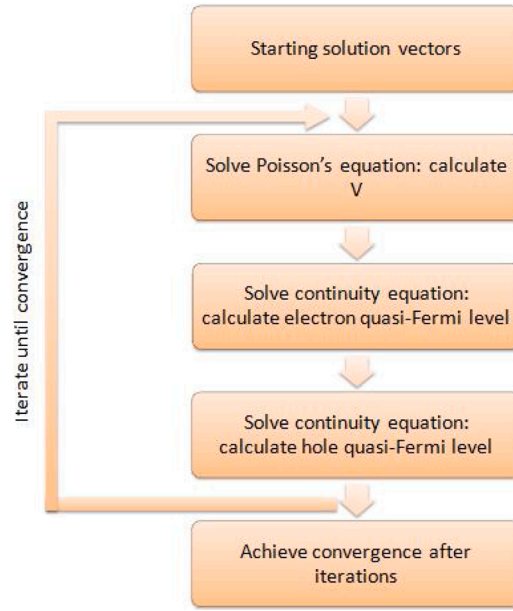 Starting solution vectors
Solve Poisson's equation: calculate
V
Solve continuity equation:
calculate electron quasi-Fermi level
Solve continuity equation:
calculate hole quasi-Fermi level
Achieve convergence after
iterations
Iterate until convergence